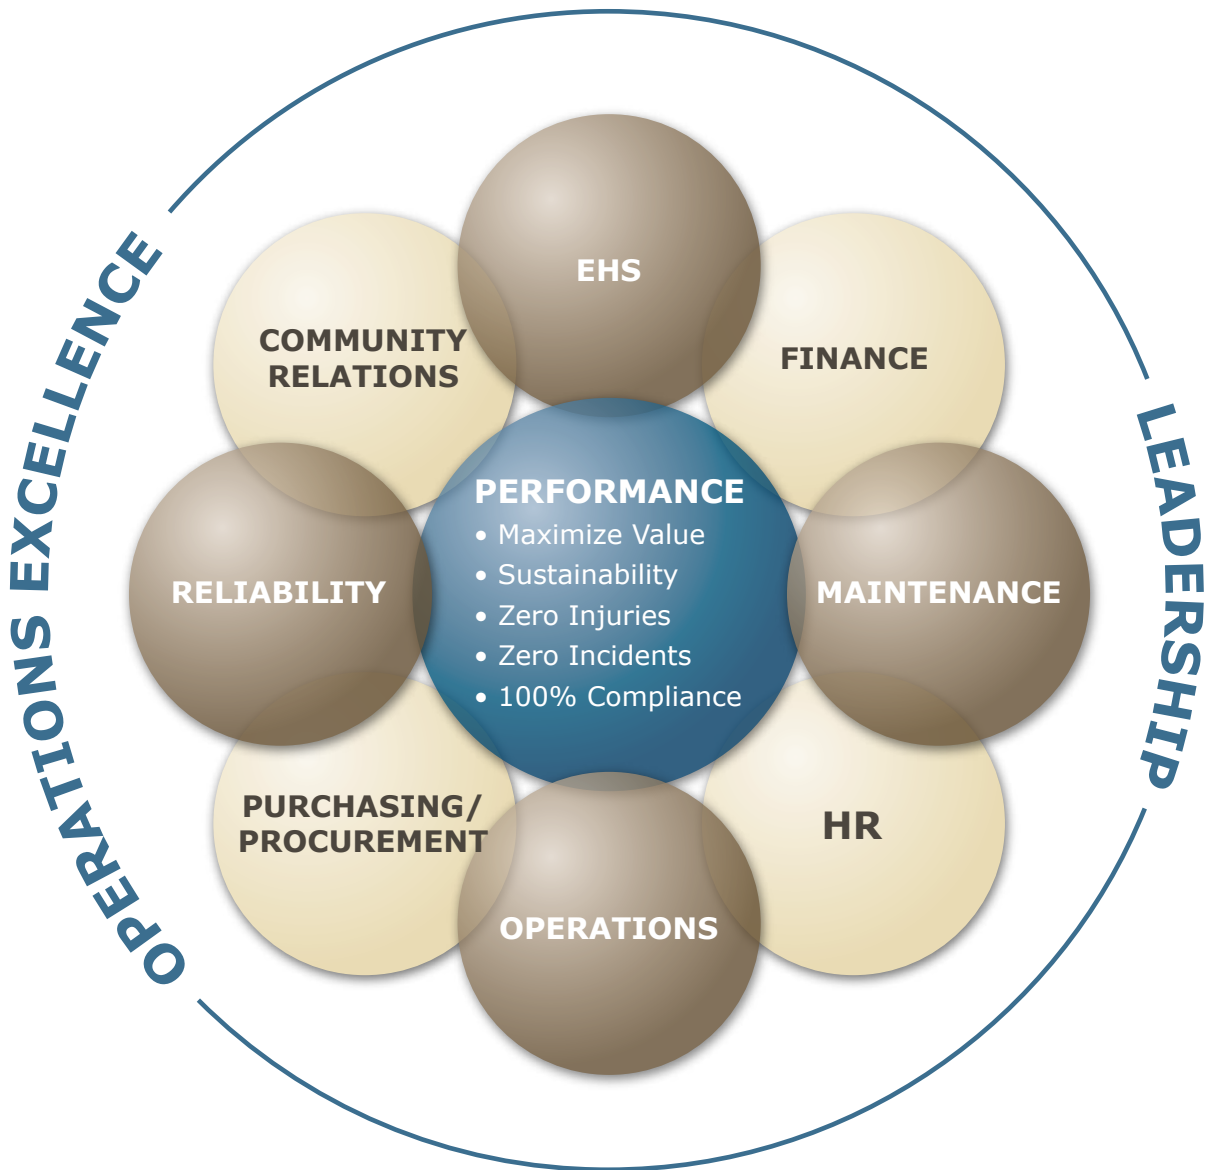 OPERATIONS EXCELLENCE
LEADERSHIP
EHS
COMMUNITY
RELATIONS
FINANCE
PERFORMANCE
• Maximize Value
• Sustainability
• Zero Injuries
• Zero Incidents
• 100% Compliance
RELIABILITY
MAINTENANCE
PURCHASING/
PROCUREMENT
HR
OPERATIONS